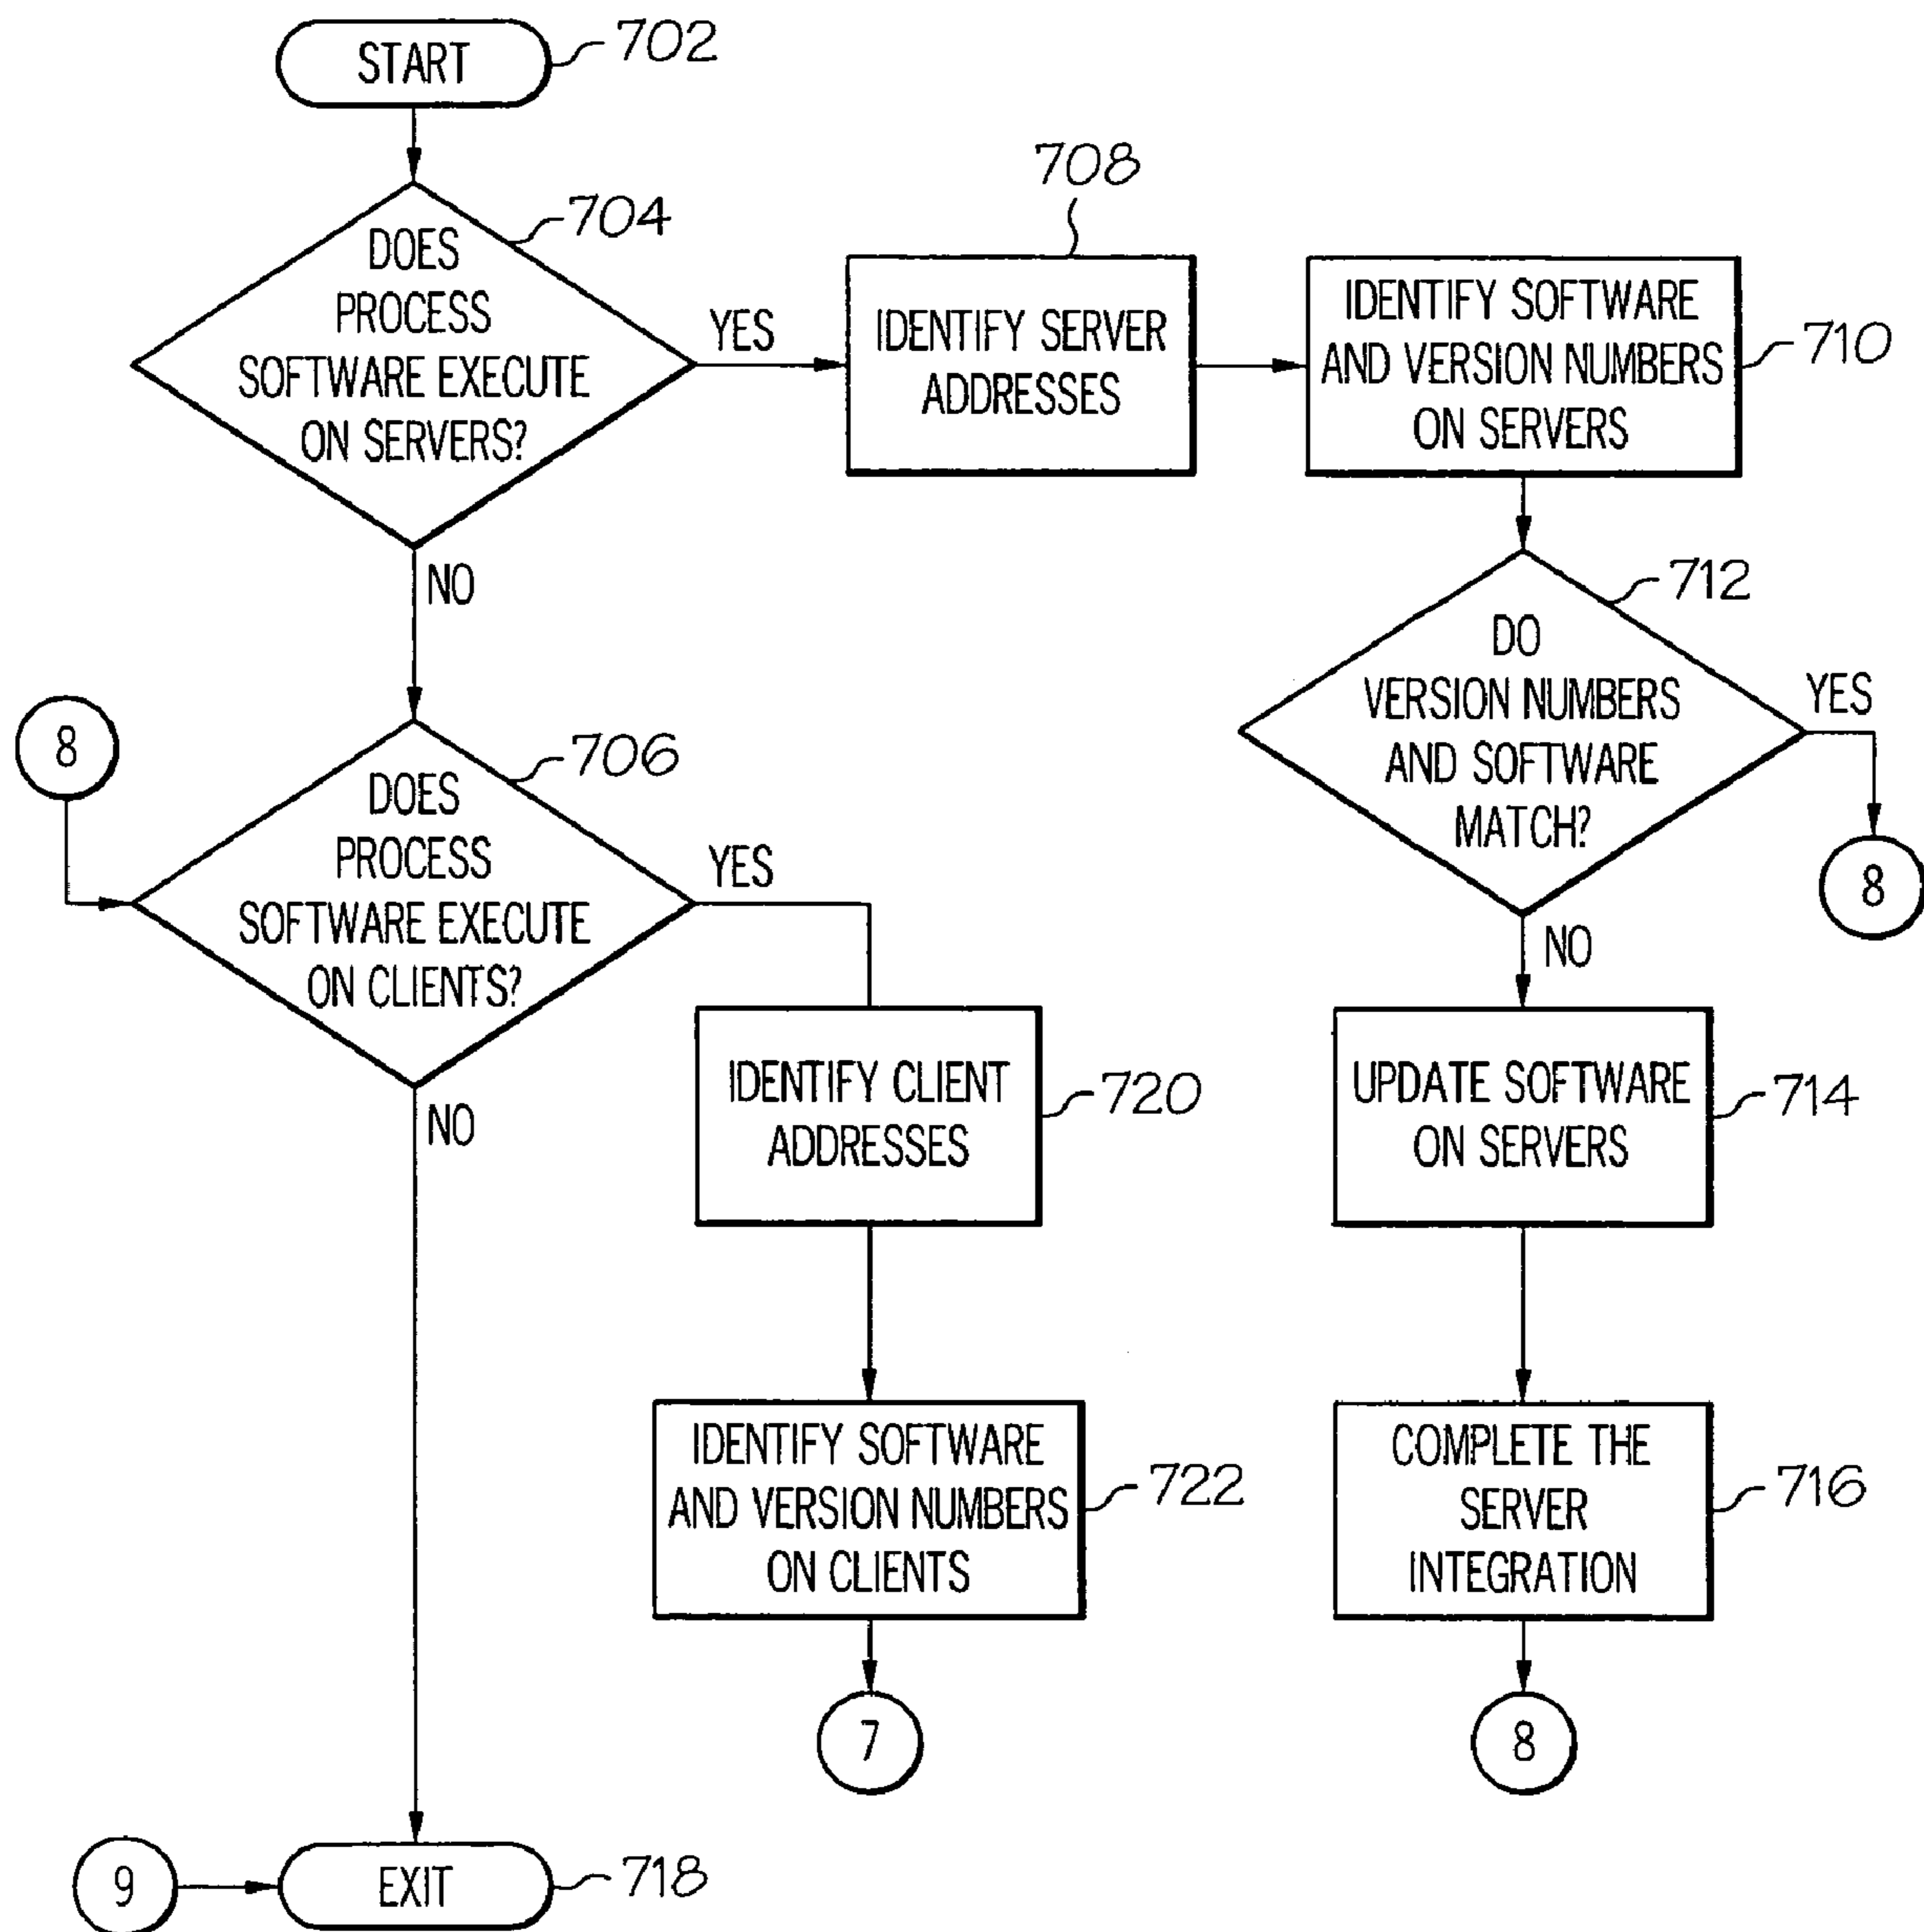 START
702
DOES
PROCESS
SOFTWARE EXECUTE
ON SERVERS?
704
YES
NO
708
IDENTIFY SERVER
ADDRESSES
IDENTIFY SOFTWARE
AND VERSION NUMBERS
ON SERVERS
710
DO
VERSION NUMBERS
AND SOFTWARE
MATCH?
712
YES
8
NO
8
DOES
PROCESS
SOFTWARE EXECUTE
ON CLIENTS?
706
YES
NO
IDENTIFY CLIENT
ADDRESSES
720
UPDATE SOFTWARE
ON SERVERS
714
IDENTIFY SOFTWARE
AND VERSION NUMBERS
ON CLIENTS
722
COMPLETE THE
SERVER
INTEGRATION
716
7
8
9
EXIT
718